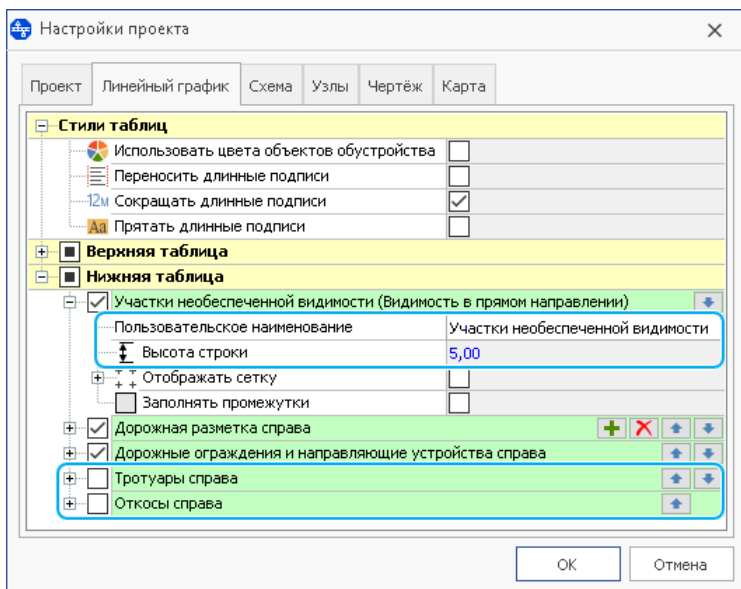 Настройки проекта
Проект Линейный график Схема Узлы Чертёж Карта
Стили таблиц
Использовать цвета объектов обустройства
Переносить длинные подписи
12м Сокращать длинные подписи
Aa Прятать длинные подписи
Верхняя таблица
Нижняя таблица
Участки необеспеченной видимости (Видимость в прямом направлении)
Пользовательское наименование Участки необеспеченной видимости
Высота строки 5,00
Отображать сетку
Заполнять промежутки
Дорожная разметка справа
Дорожные ограждения и направляющие устройства справа
Тротуары справа
Откосы справа
ОК Отмена